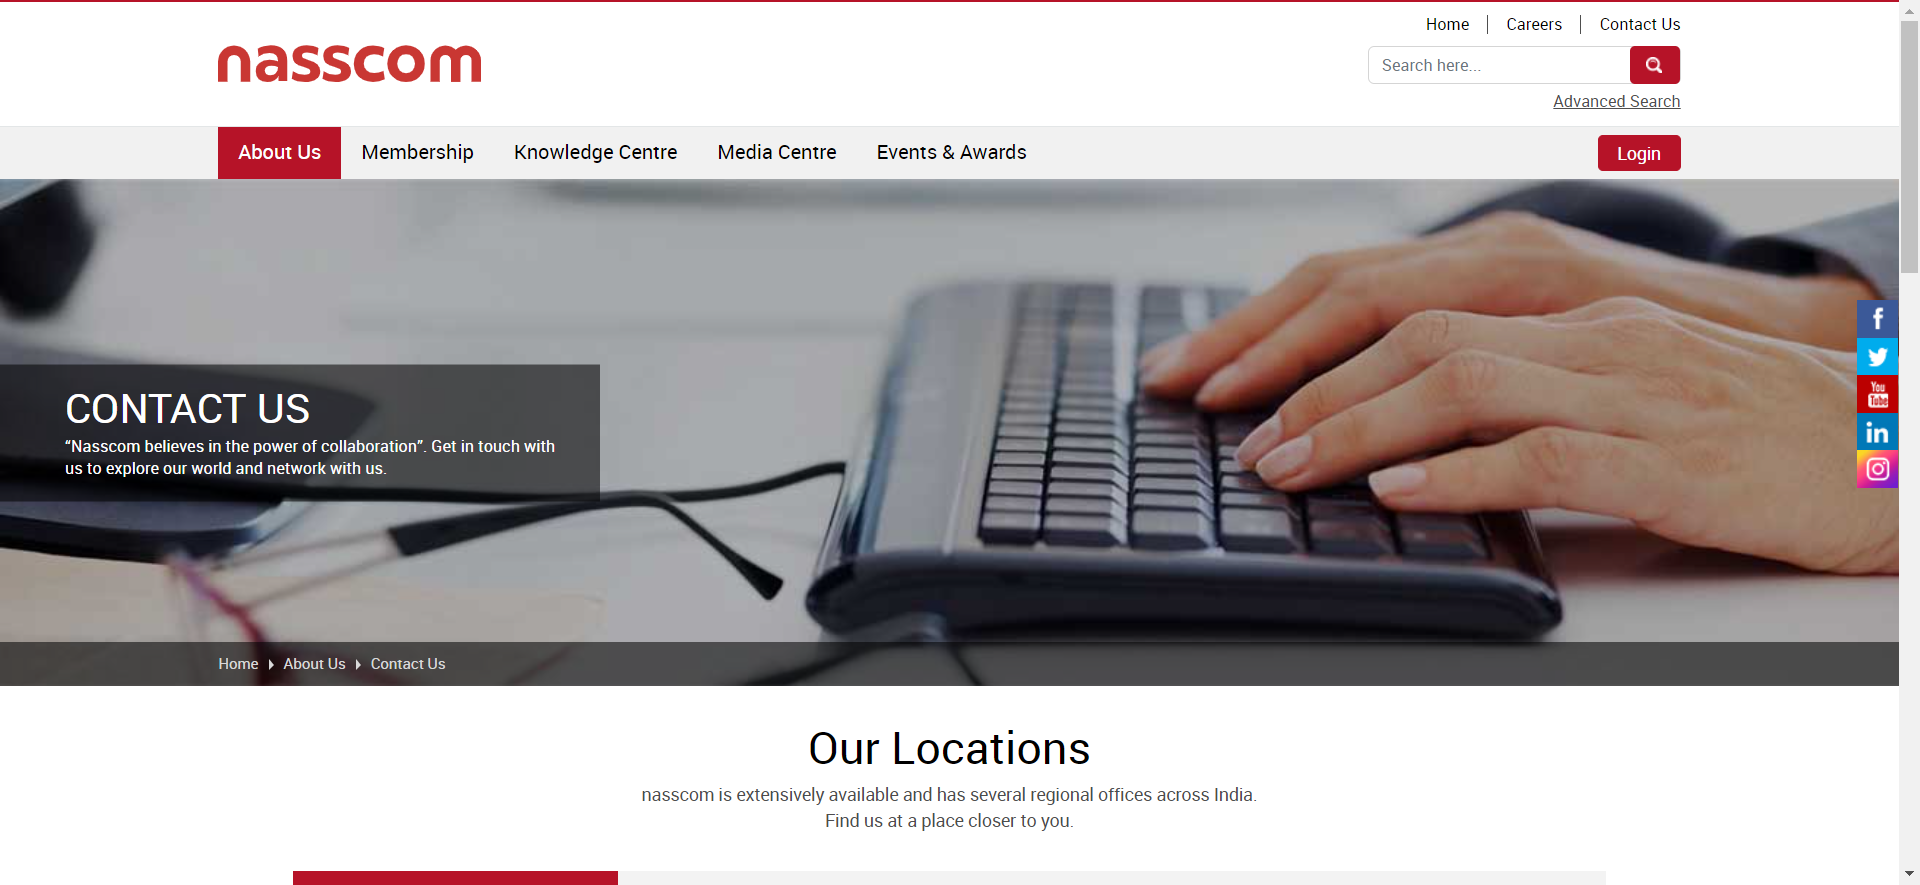 Home
Careers
Contact Us
nasscom
Search here...
Advanced Search
About Us
Membership
Knowledge Centre
Media Centre
Events & Awards
Login
CONTACT US
“Nasscom believes in the power of collaboration”. Get in touch with
us to explore our world and network with us.
You
Tube
in
Home
About Us
Contact Us
Our Locations
nasscom is extensively available and has several regional offices across India.
Find us at a place closer to you.